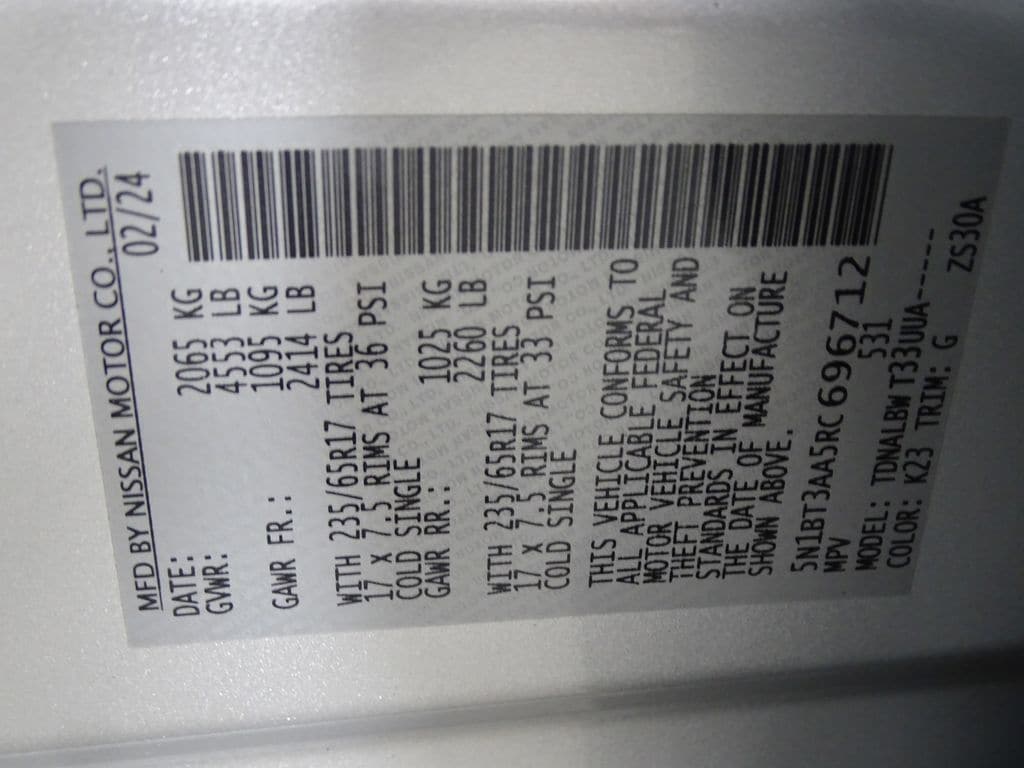 MFD BY NISSAN MOTOR CO., LTD.
DATE: 02/24
GVWR: 2065 KG
4553 LB
GAWR FR.: 1095 KG
2414 LB
WITH 235/65R17 TIRES
17 X 7.5 RIMS AT 36 PSI
COLD SINGLE
GAWR RR.: 1025 KG
2260 LB
WITH 235/65R17 TIRES
17 X 7.5 RIMS AT 33 PSI
COLD SINGLE
THIS VEHICLE CONFORMS TO
ALL APPLICABLE FEDERAL
MOTOR VEHICLE SAFETY AND
THEFT PREVENTION
STANDARDS IN EFFECT ON
THE DATE OF MANUFACTURE
SHOWN ABOVE.
5N1BT3AA5RC696712
MPV 531
MODEL: TDNALBWT33UUA-----
COLOR: K23 TRIM: G ZS30A